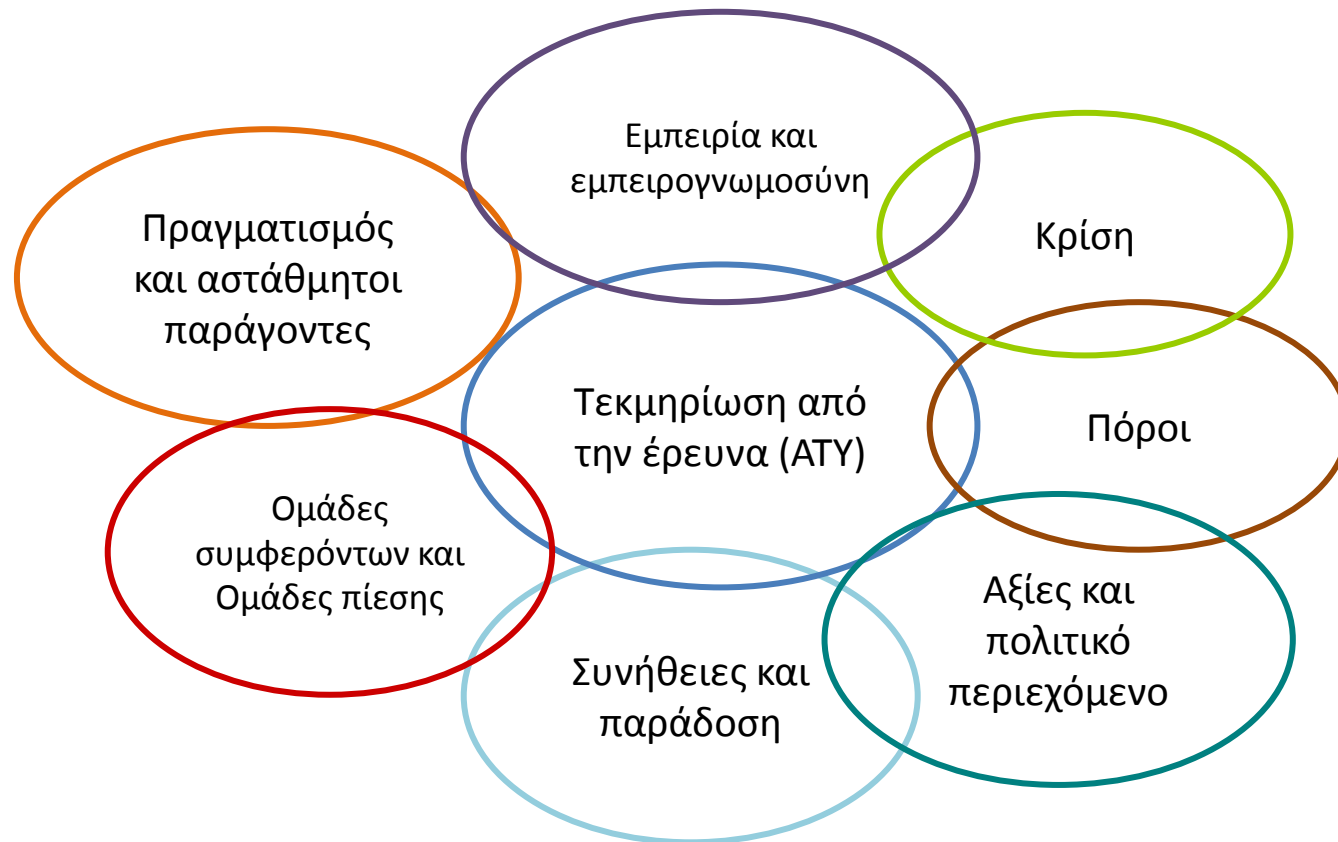 Εμπειρία και
εμπειρογνωμοσύνη
Πραγματισμός
και αστάθμητοι
παράγοντες
Κρίση
Τεκμηρίωση από
την έρευνα (ΑΤΥ)
Πόροι
Ομάδες
συμφερόντων και
Ομάδες πίεσης
Αξίες και
πολιτικό
περιεχόμενο
Συνήθειες και
παράδοση